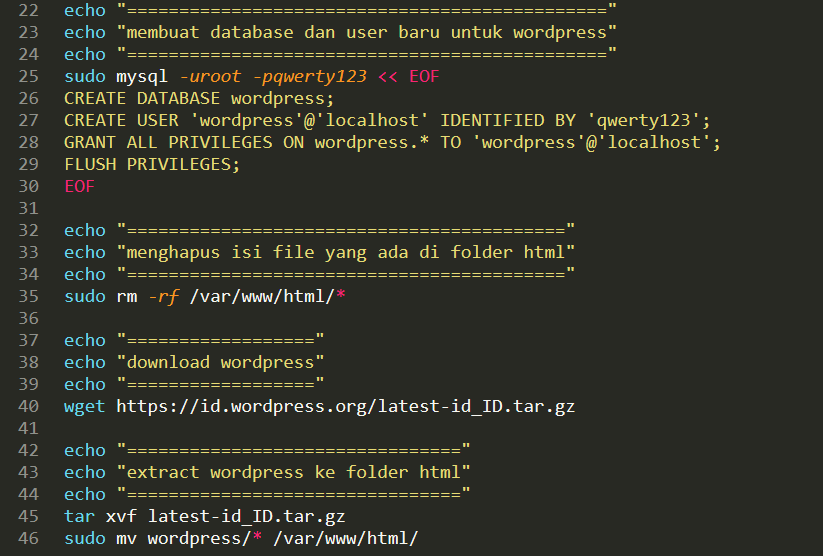 22 echo "=============================================="
23 echo "membuat database dan user baru untuk wordpress"
24 echo "=============================================="
25 sudo mysql -uroot -pqwerty123 << EOF
26 CREATE DATABASE wordpress;
27 CREATE USER 'wordpress'@'localhost' IDENTIFIED BY 'qwerty123';
28 GRANT ALL PRIVILEGES ON wordpress.* TO 'wordpress'@'localhost';
29 FLUSH PRIVILEGES;
30 EOF
31
32 echo "=========================================="
33 echo "menghapus isi file yang ada di folder html"
34 echo "=========================================="
35 sudo rm -rf /var/www/html/*
36
37 echo "=================="
38 echo "download wordpress"
39 echo "=================="
40 wget https://id.wordpress.org/latest-id_ID.tar.gz
41
42 echo "================================"
43 echo "extract wordpress ke folder html"
44 echo "================================"
45 tar xvf latest-id_ID.tar.gz
46 sudo mv wordpress/* /var/www/html/